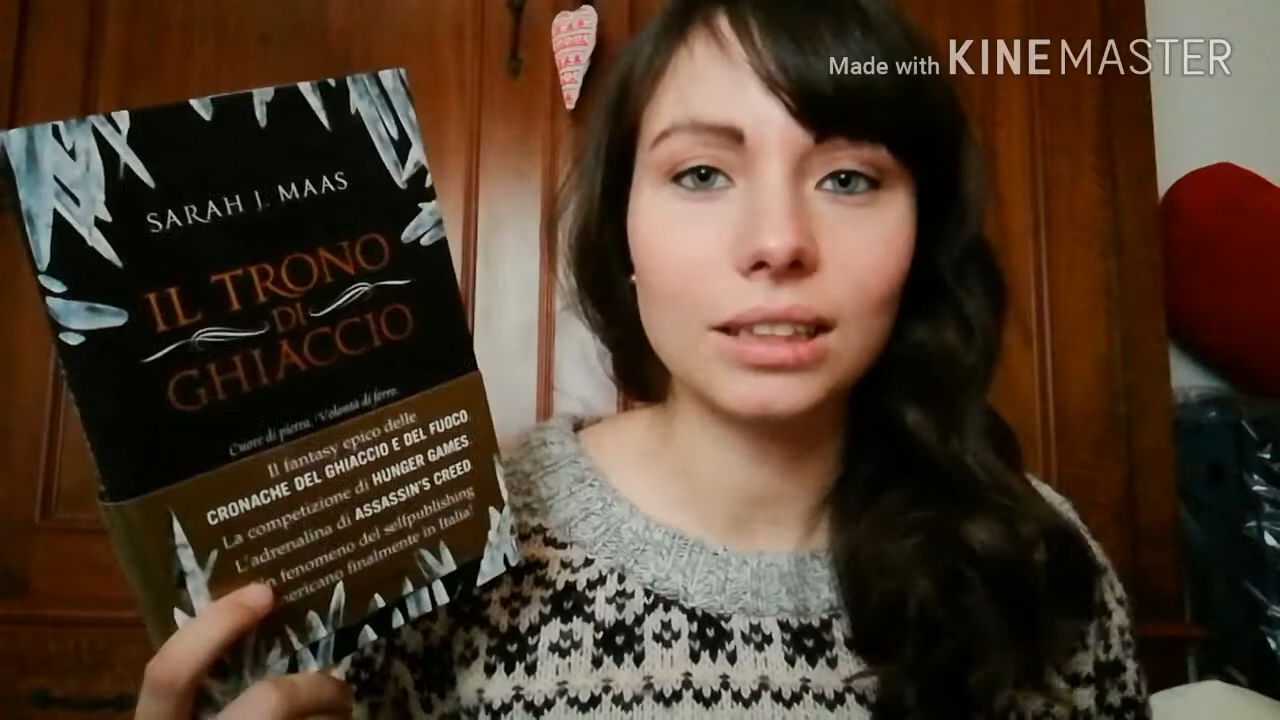 Made with KINEMASTER
SARAH J. MAAS
IL TRONO
DI
GHIACCIO
Cuore di pietra. Volontà di ferro.
Il fantasy epico delle
CRONACHE DEL GHIACCIO E DEL FUOCO
La competizione di HUNGER GAMES
L'adrenalina di ASSASSIN'S CREED
fenomeno del selfpublishing
finalmente in Italia!